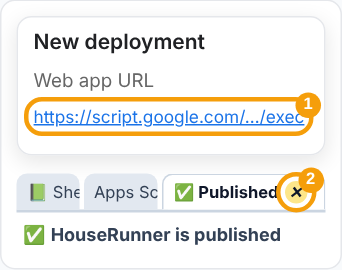 New deployment
Web app URL
1
https://script.google.com/.../exec
2
She Apps Sc ✅ Published ✕
✅ HouseRunner is published